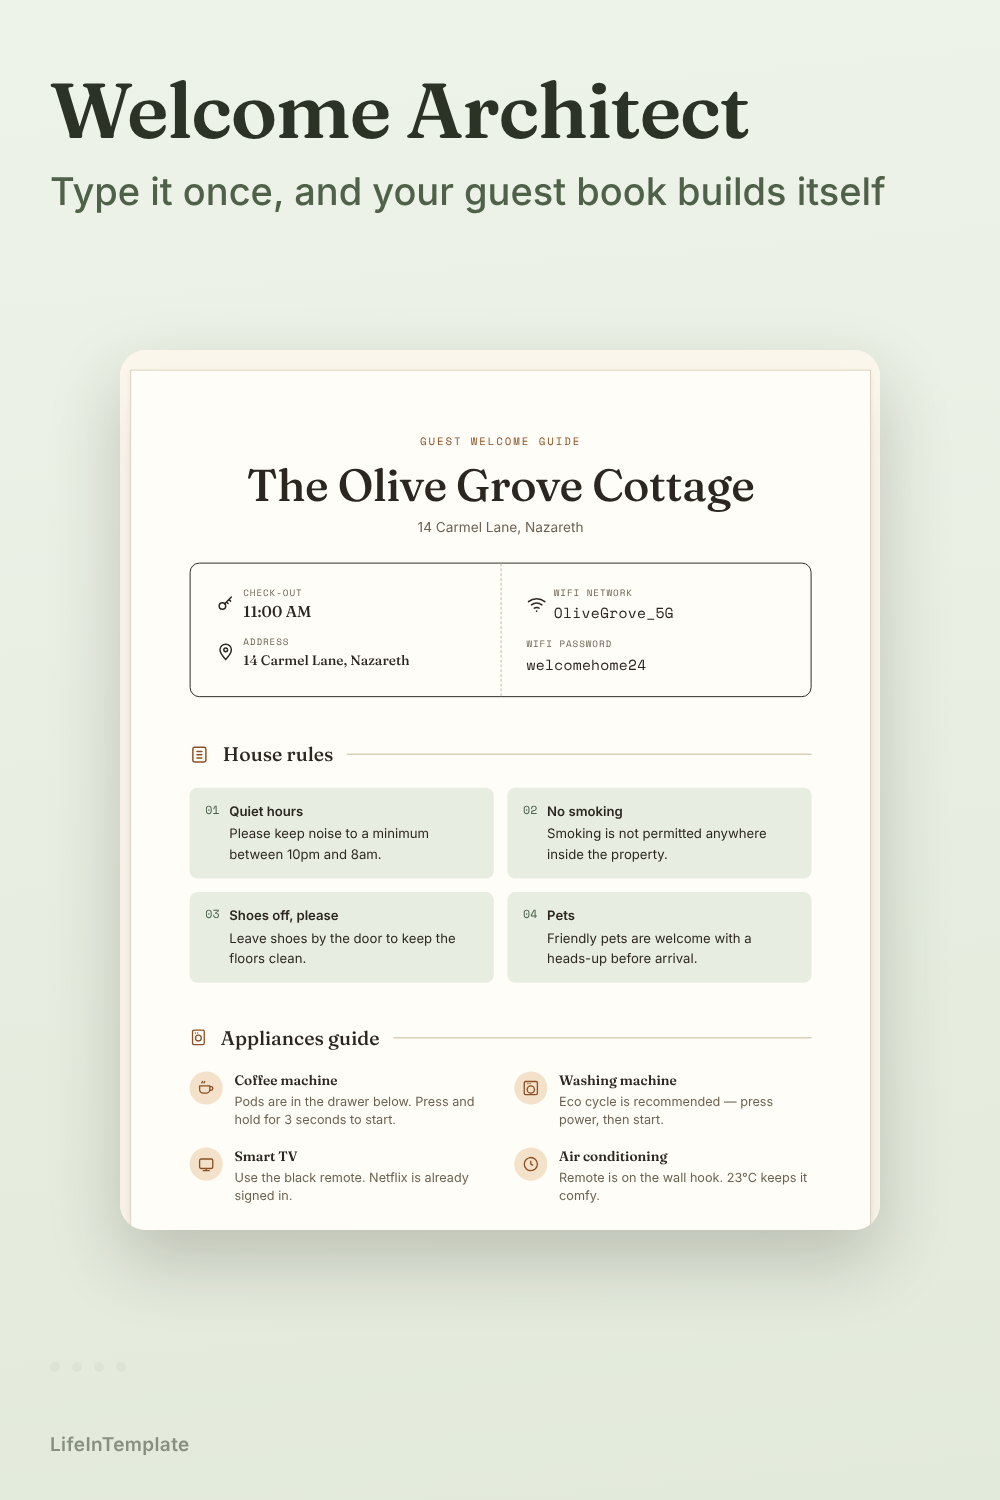 Welcome Architect
Type it once, and your guest book builds itself
GUEST WELCOME GUIDE
The Olive Grove Cottage
14 Carmel Lane, Nazareth
CHECK-OUT
11:00 AM
ADDRESS
14 Carmel Lane, Nazareth
WIFI NETWORK
OliveGrove_5G
WIFI PASSWORD
welcomehome24
House rules
01 Quiet hours
Please keep noise to a minimum
between 10pm and 8am.
02 No smoking
Smoking is not permitted anywhere
inside the property.
03 Shoes off, please
Leave shoes by the door to keep the
floors clean.
04 Pets
Friendly pets are welcome with a
heads-up before arrival.
Appliances guide
Coffee machine
Pods are in the drawer below. Press and
hold for 3 seconds to start.
Washing machine
Eco cycle is recommended — press
power, then start.
Smart TV
Use the black remote. Netflix is already
signed in.
Air conditioning
Remote is on the wall hook. 23°C keeps it
comfy.
LifeInTemplate